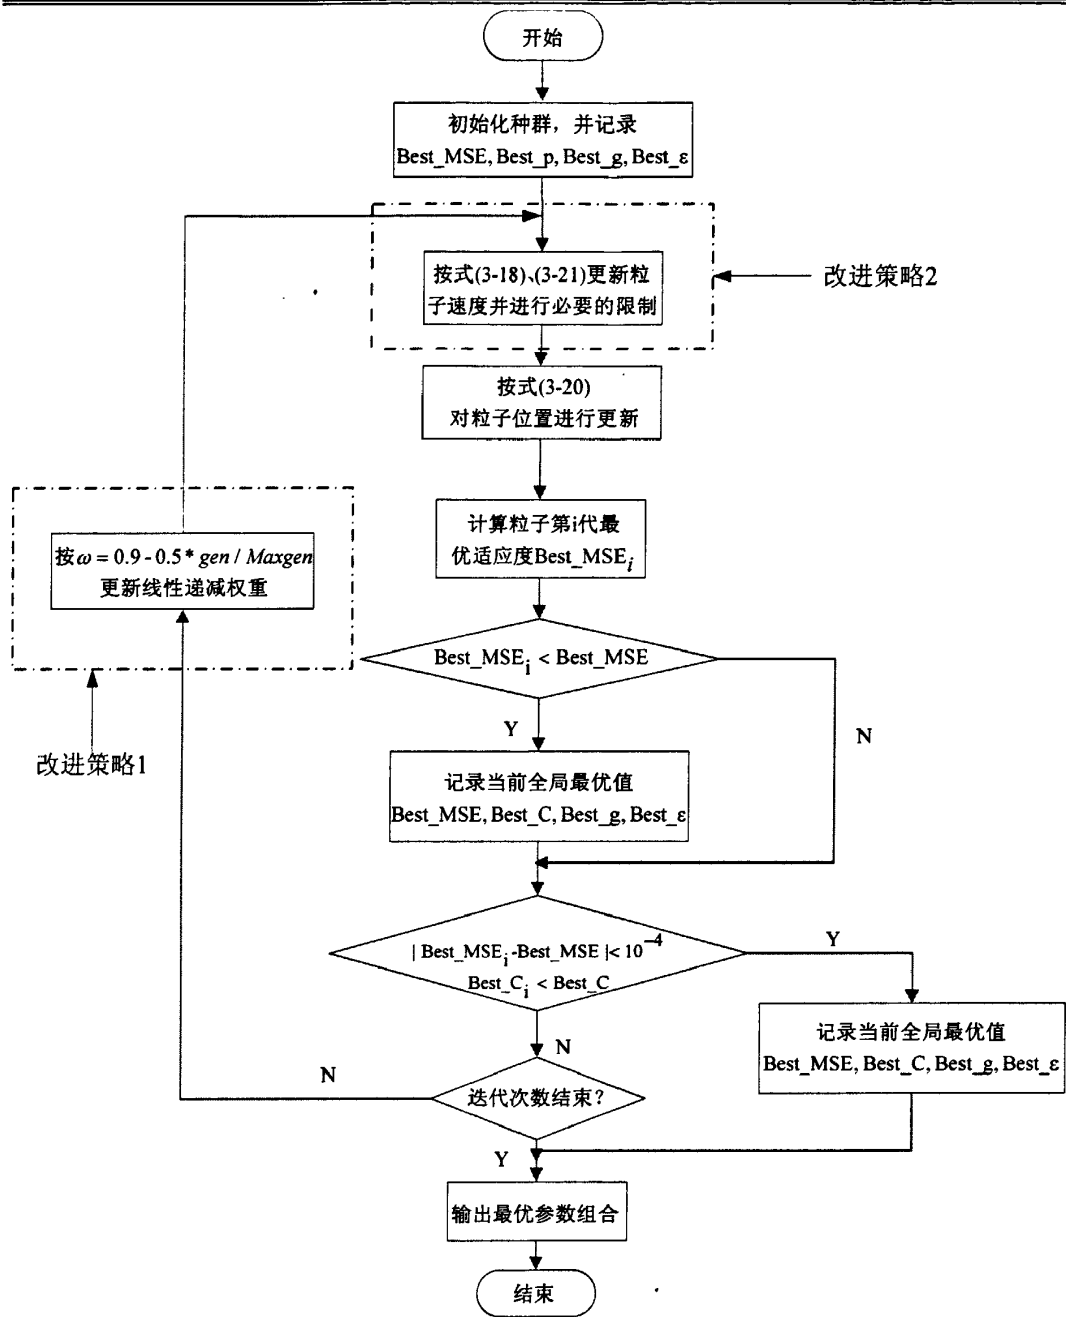 开始
初始化种群，并记录
Best_MSE, Best_p, Best_g, Best_ε
按式(3-18)、(3-21)更新粒
子速度并进行必要的限制
改进策略2
按式(3-20)
对粒子位置进行更新
计算粒子第i代最
优适应度Best_MSE_i
按ω = 0.9 - 0.5* gen / Maxgen
更新线性递减权重
改进策略1
Best_MSE_i < Best_MSE
Y
N
记录当前全局最优值
Best_MSE, Best_C, Best_g, Best_ε
| Best_MSE_i -Best_MSE |< 10^-4
Best_C_i < Best_C
Y
N
记录当前全局最优值
Best_MSE, Best_C, Best_g, Best_ε
迭代次数结束？
N
Y
输出最优参数组合
结束